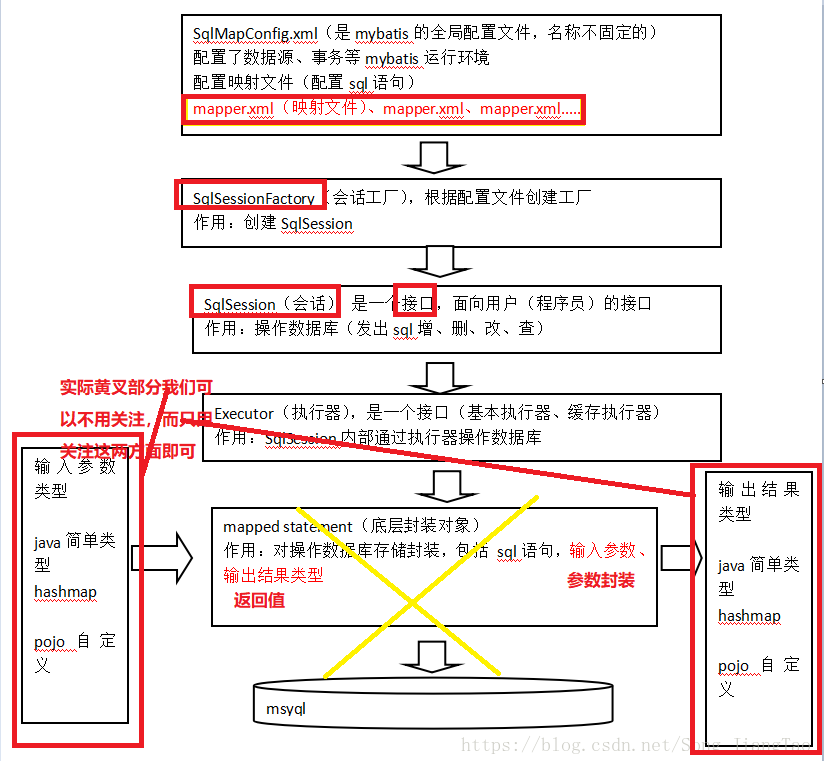 SqlMapConfig.xml（是 mybatis 的全局配置文件，名称不固定的）
配置了数据源、事务等 mybatis 运行环境
配置映射文件（配置 sql 语句）
mapper.xml（映射文件）、mapper.xml、mapper.xml.....
SqlSessionFactory（会话工厂），根据配置文件创建工厂
作用：创建 SqlSession
SqlSession（会话） 是一个接口，面向用户（程序员）的接口
作用：操作数据库（发出 sql 增、删、改、查）
实际黄叉部分我们可
以不用关注，而只用
关注这两方面即可
Executor（执行器），是一个接口（基本执行器、缓存执行器）
作用：SqlSession 内部通过执行器操作数据库
输入参数
类型
java 简单类
型
hashmap
pojo 自定
义
mapped statement（底层封装对象）
作用：对操作数据库存储封装，包括 sql 语句，输入参数、
输出结果类型
返回值
参数封装
输出结果
类型
java 简单类
型
hashmap
pojo 自定
义
msyql
https://blog.csdn.net/Song_JiangTao